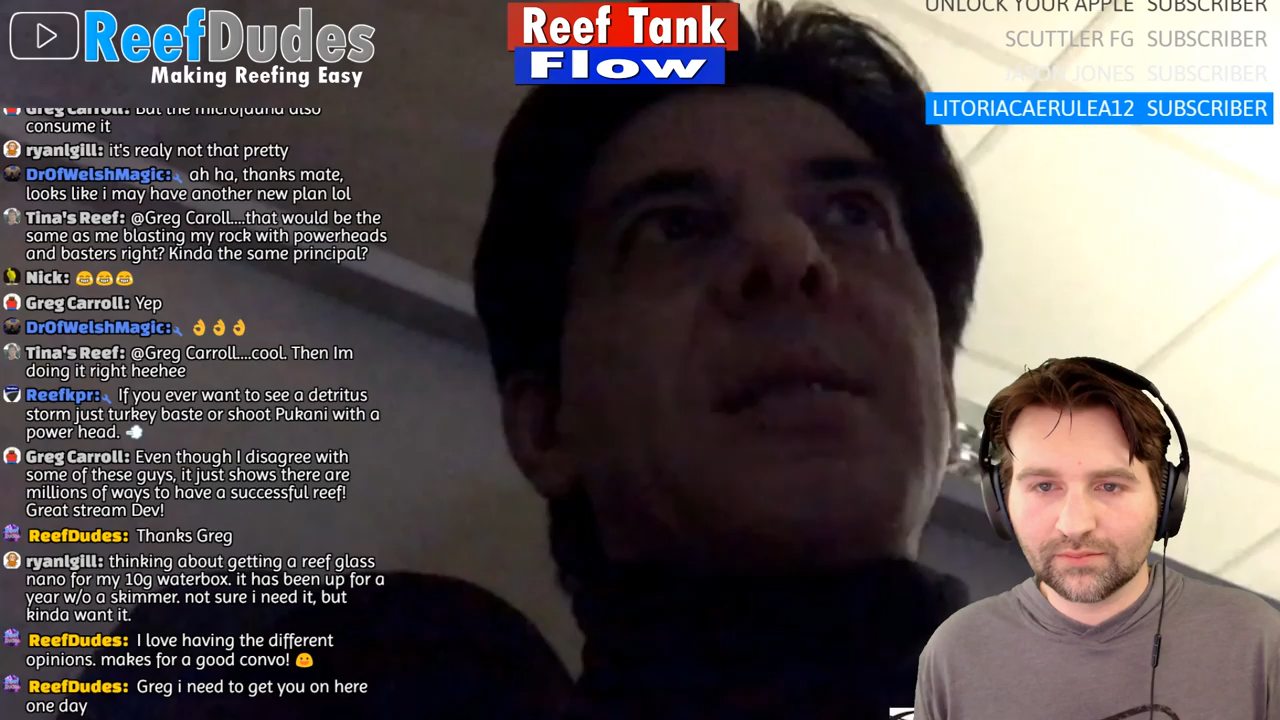 ReefDudes
Making Reefing Easy
Reef Tank
Flow
UNLOCK YOUR APPLE SUBSCRIBER
SCUTTLER FG SUBSCRIBER
JASON JONES SUBSCRIBER
LITORIACAERULEA12 SUBSCRIBER
Greg Carroll: But the microfauna also
consume it
ryanlgill: it's realy not that pretty
DrOfWelshMagic: ah ha, thanks mate,
looks like i may have another new plan lol
Tina's Reef: @Greg Caroll....that would be the
same as me blasting my rock with powerheads
and basters right? Kinda the same principal?
Nick: 😂😂😂
Greg Carroll: Yep
DrOfWelshMagic: 👌👌👌
Tina's Reef: @Greg Carroll....cool. Then Im
doing it right heehee
Reefkpr: If you ever want to see a detritus
storm just turkey baste or shoot Pukani with a
power head. 💨
Greg Carroll: Even though I disagree with
some of these guys, it just shows there are
millions of ways to have a successful reef!
Great stream Dev!
ReefDudes: Thanks Greg
ryanlgill: thinking about getting a reef glass
nano for my 10g waterbox. it has been up for a
year w/o a skimmer. not sure i need it, but
kinda want it.
ReefDudes: I love having the different
opinions. makes for a good convo! 🙂
ReefDudes: Greg i need to get you on here
one day